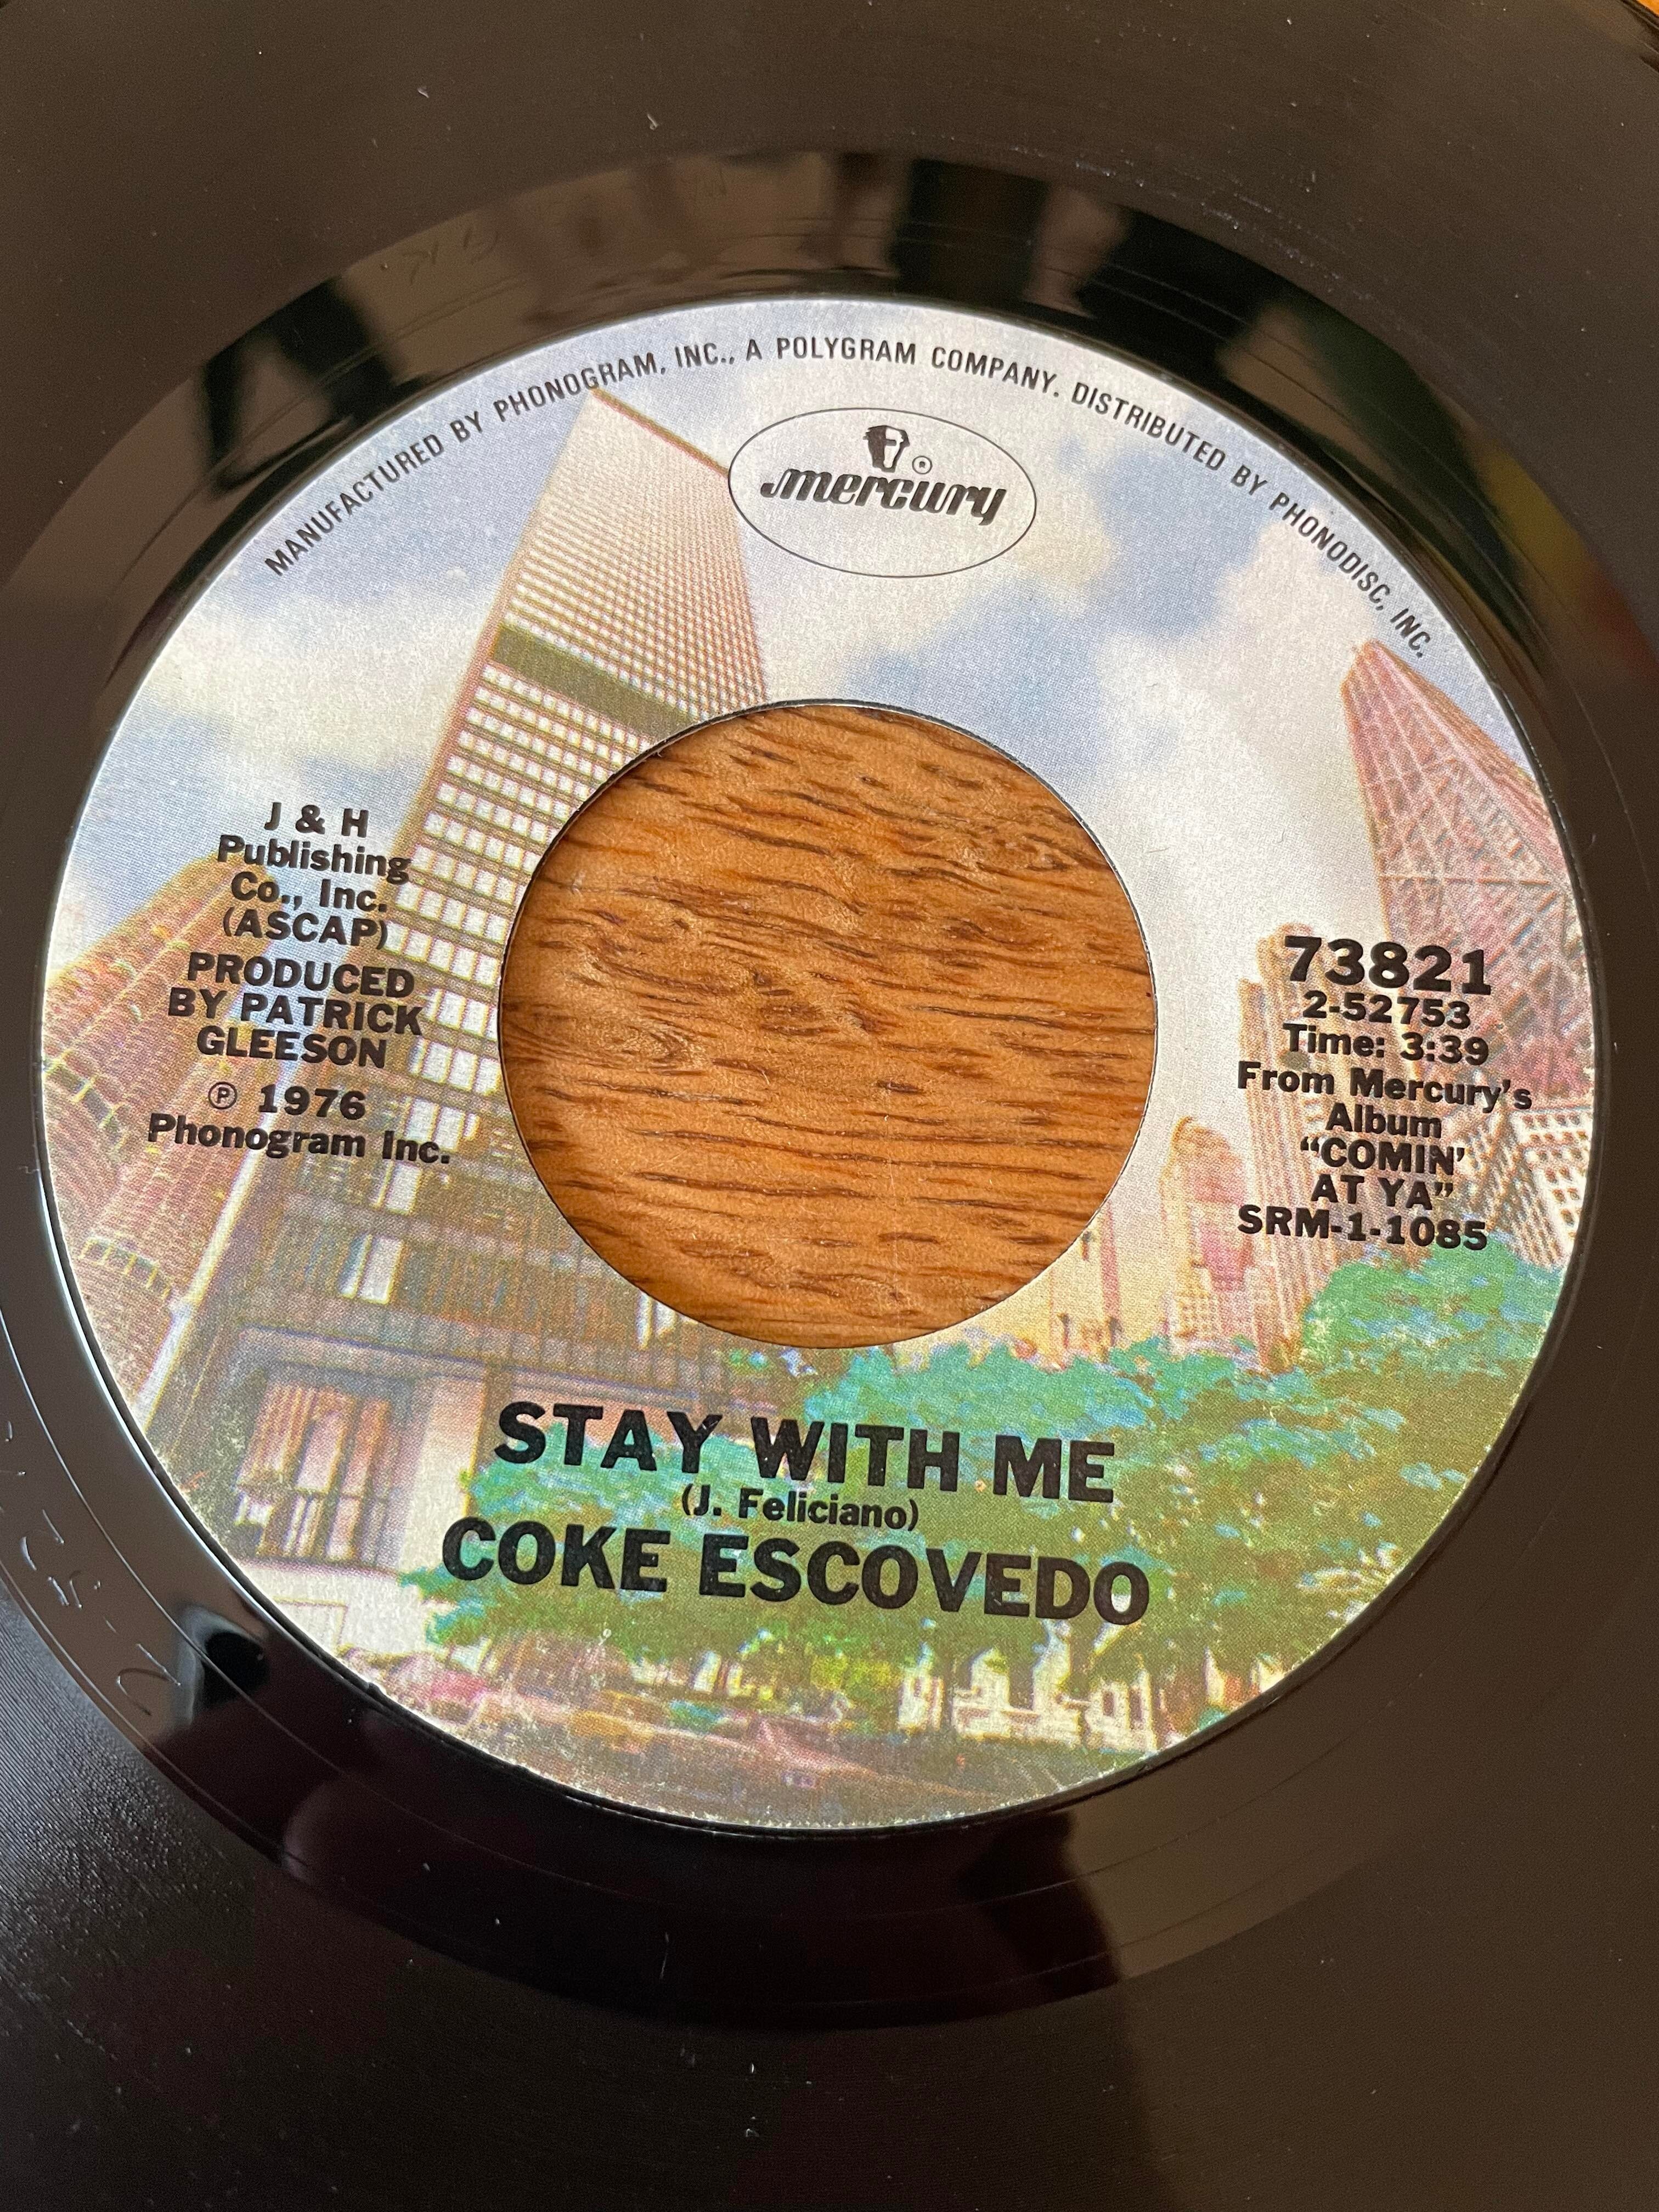 MANUFACTURED BY PHONOGRAM, INC., A POLYGRAM COMPANY. DISTRIBUTED BY PHONODISC, INC.
mercury ®
J & H
Publishing
Co., Inc.
(ASCAP)
PRODUCED
BY PATRICK
GLEESON
℗ 1976
Phonogram Inc.
73821
2-52753
Time: 3:39
From Mercury's
Album
“COMIN’
AT YA”
SRM-1-1085
STAY WITH ME
(J. Feliciano)
COKE ESCOVEDO